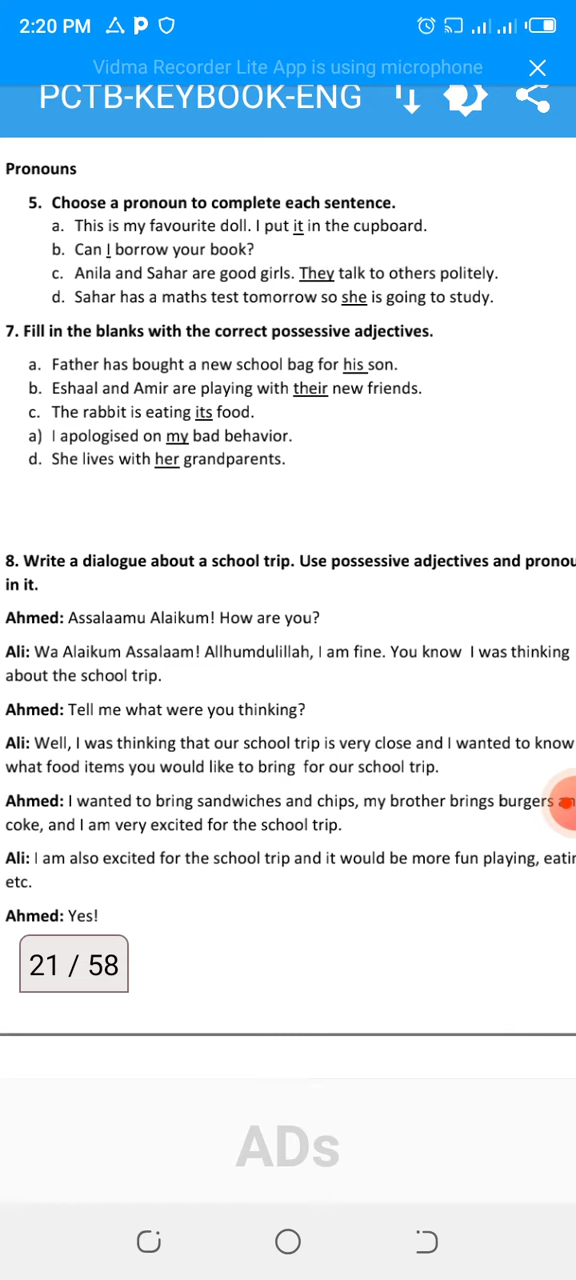 2:20 PM
Vidma Recorder Lite App is using microphone
PCTB-KEYBOOK-ENG
Pronouns
5. Choose a pronoun to complete each sentence.
a. This is my favourite doll. I put it in the cupboard.
b. Can I borrow your book?
c. Anila and Sahar are good girls. They talk to others politely.
d. Sahar has a maths test tomorrow so she is going to study.
7. Fill in the blanks with the correct possessive adjectives.
a. Father has bought a new school bag for his son.
b. Eshaal and Amir are playing with their new friends.
c. The rabbit is eating its food.
a) I apologised on my bad behavior.
d. She lives with her grandparents.
8. Write a dialogue about a school trip. Use possessive adjectives and
in it.
Ahmed: Assalaamu Alaikum! How are you?
Ali: Wa Alaikum Assalaam! Allhumdulillah, I am fine. You know I was thinking
about the school trip.
Ahmed: Tell me what were you thinking?
Ali: Well, I was thinking that our school trip is very close and I wanted to know
what food items you would like to bring for our school trip.
Ahmed: I wanted to bring sandwiches and chips, my brother brings burgers
coke, and I am very excited for the school trip.
Ali: I am also excited for the school trip and it would be more fun playing,
etc.
Ahmed: Yes!
21 / 58
ADs